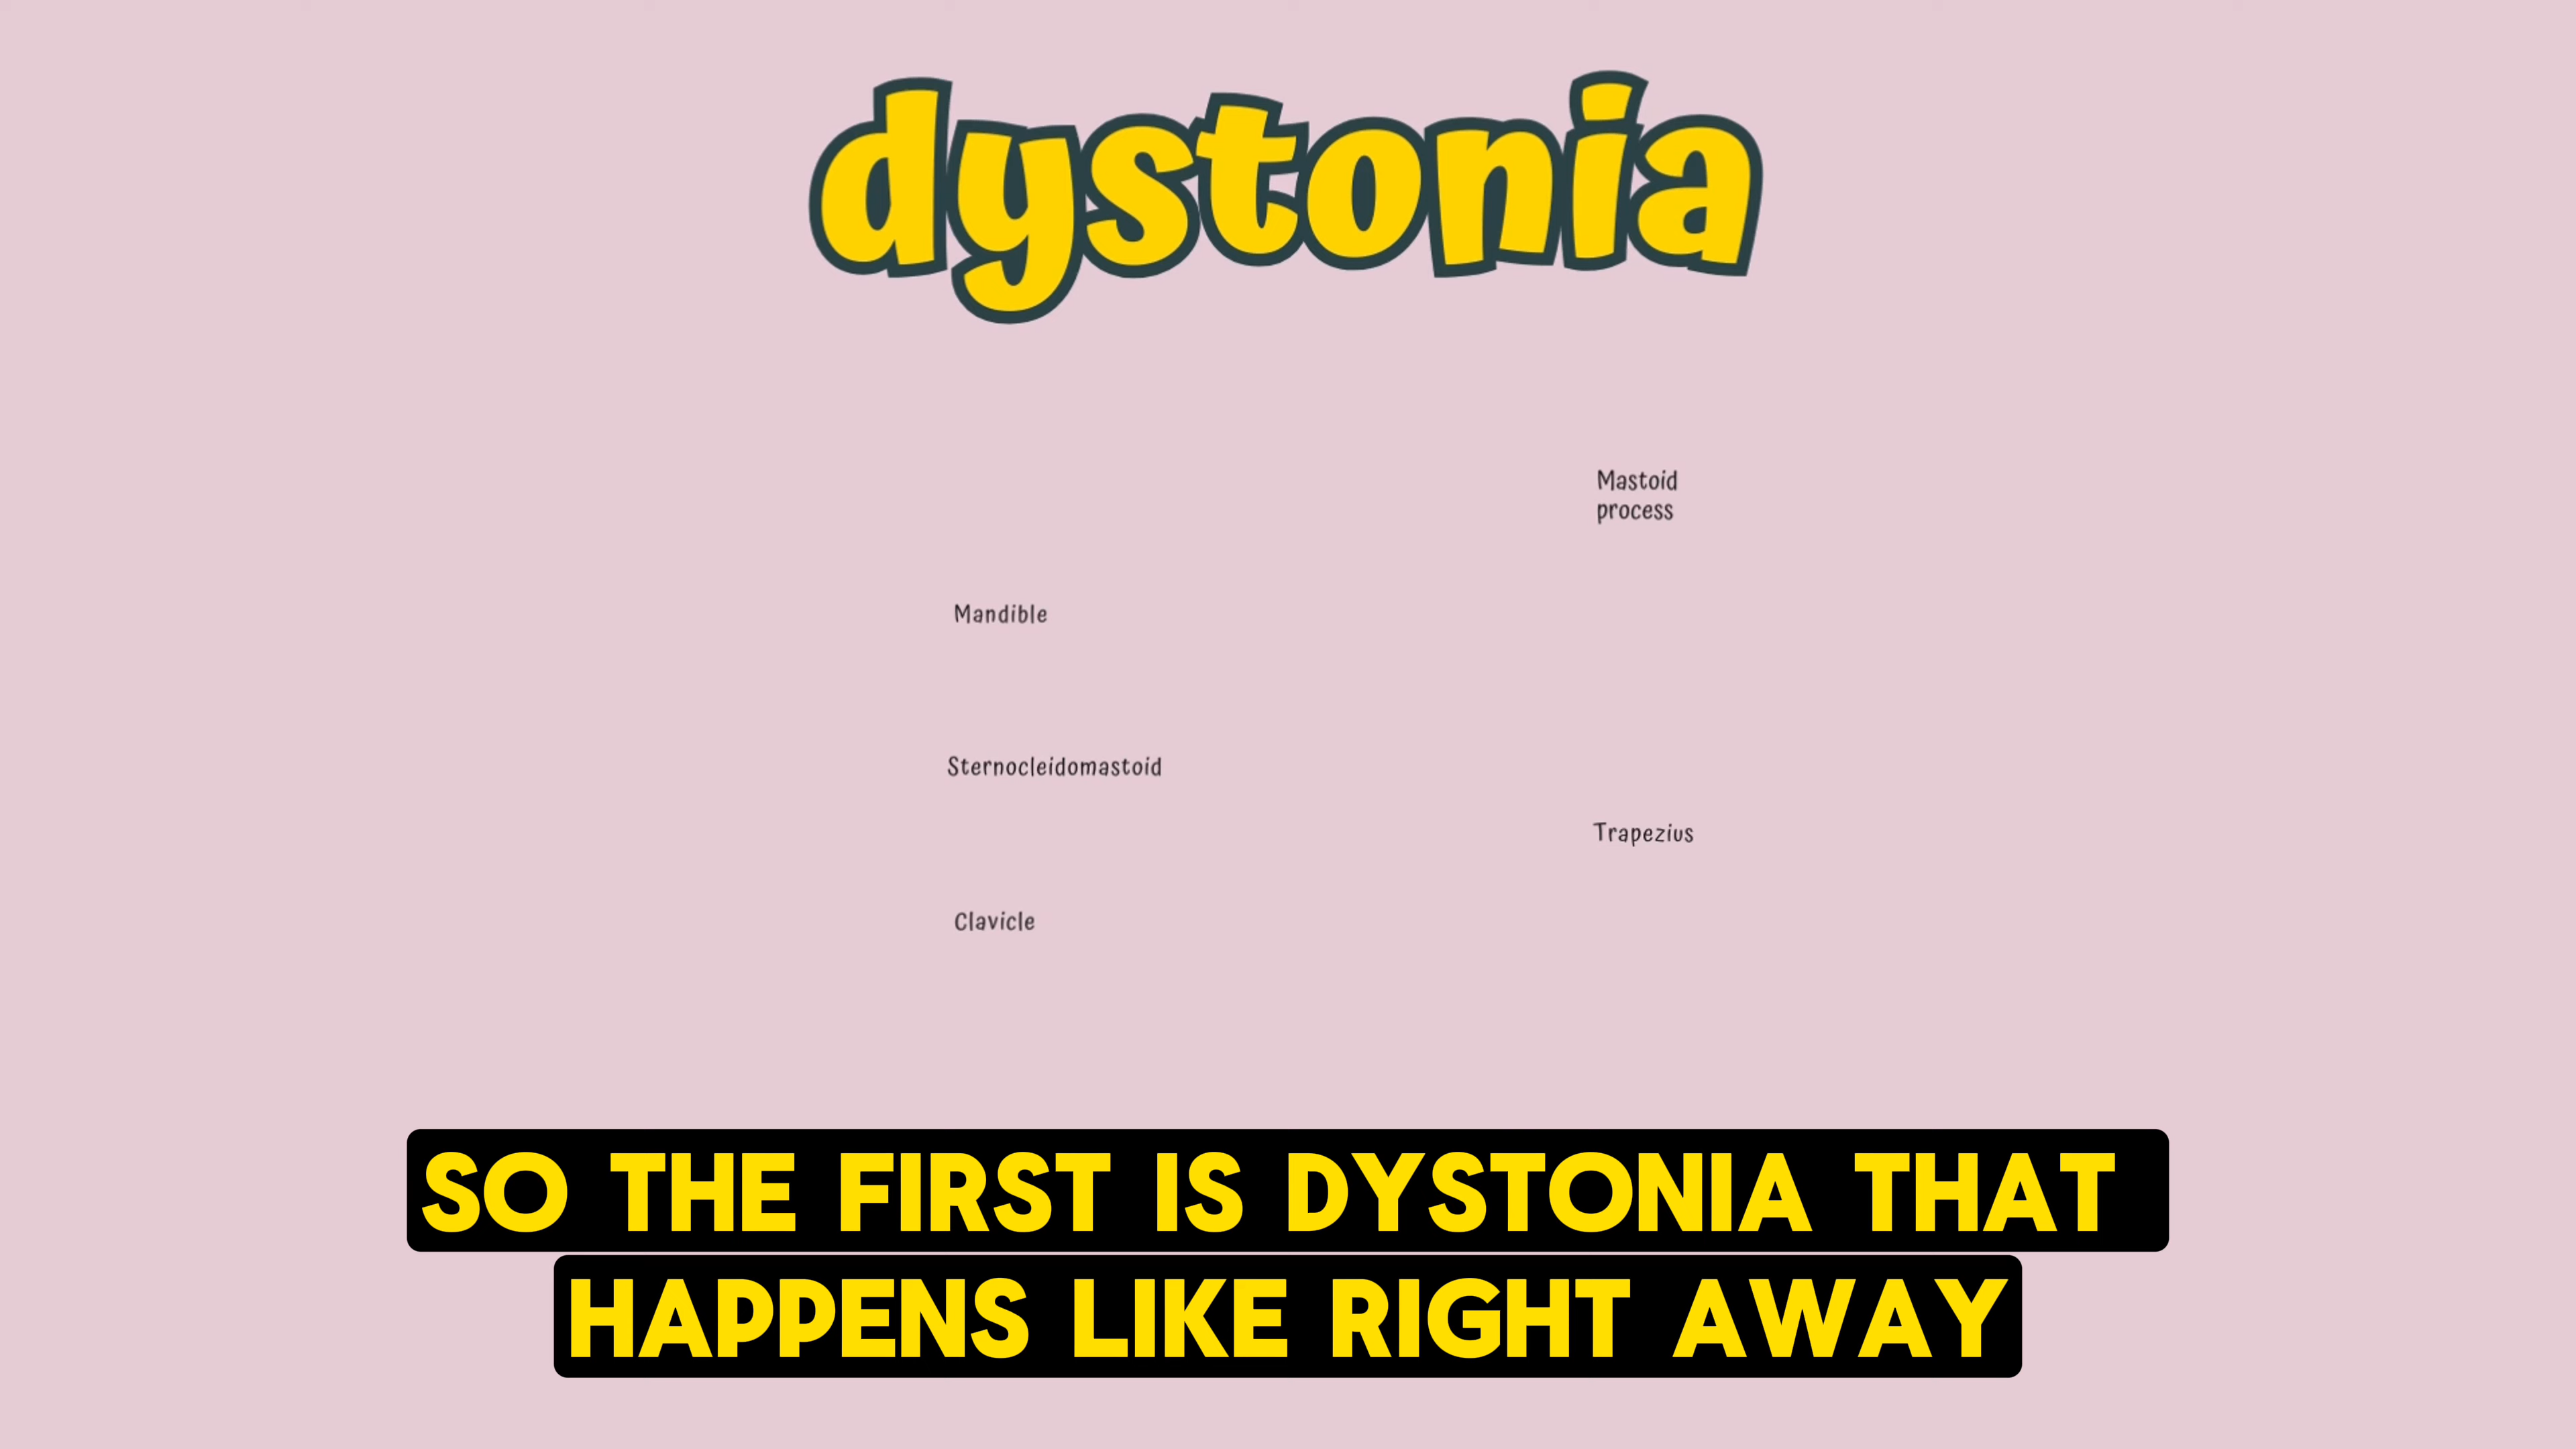 dystonia
Mastoid
process
Mandible
Sternocleidomastoid
Trapezius
Clavicle
SO THE FIRST IS DYSTONIA THAT
HAPPENS LIKE RIGHT AWAY